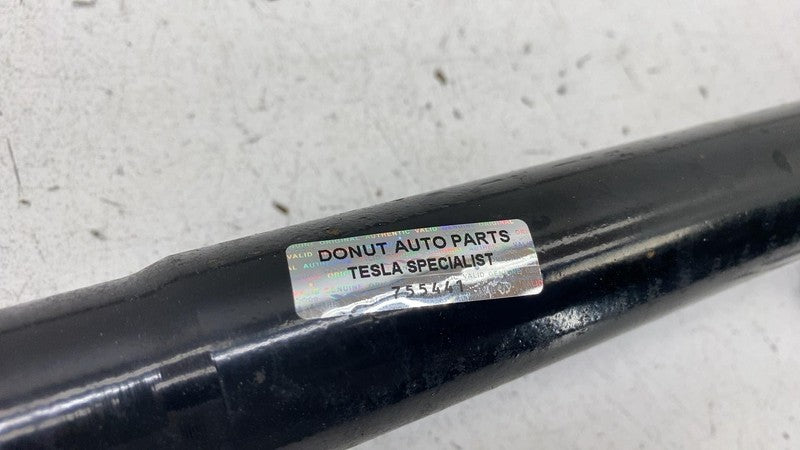 DONUT AUTO PARTS
TESLA SPECIALIST
755441